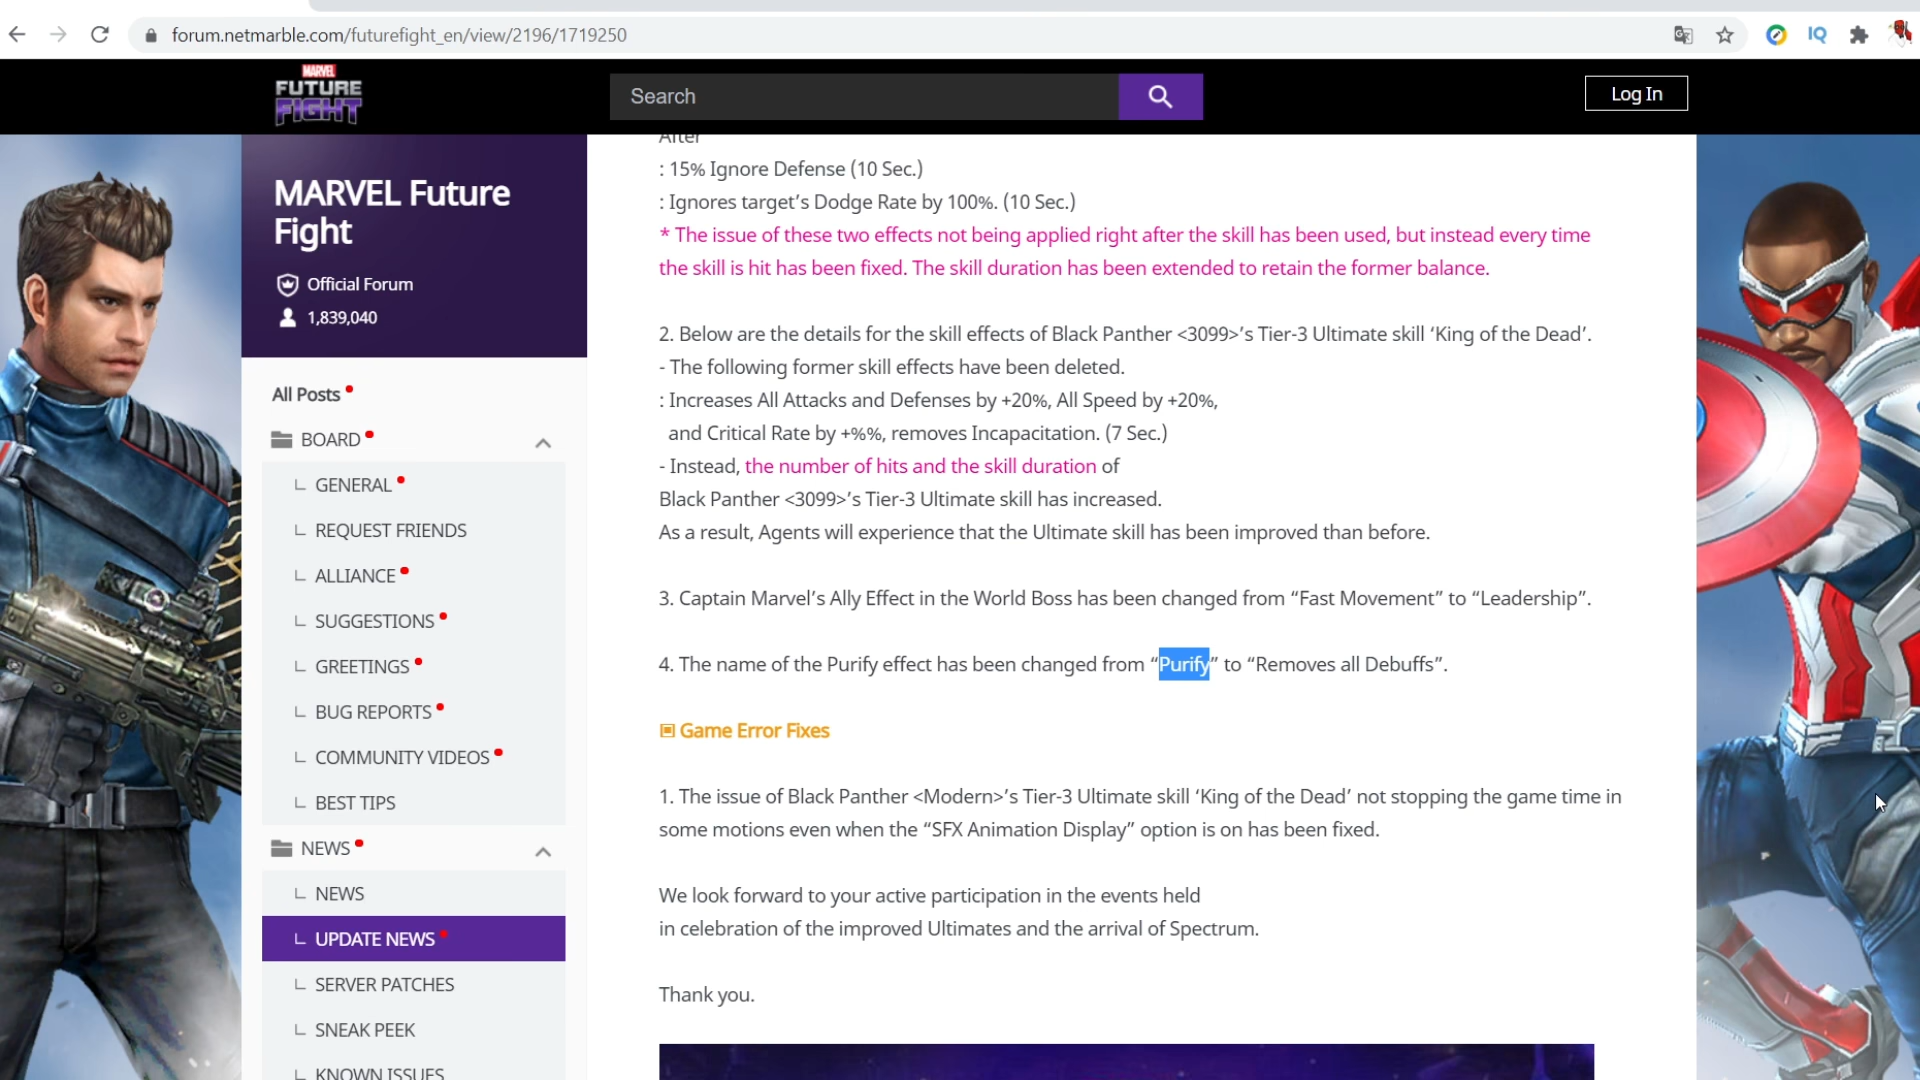 forum.netmarble.com/futurefight_en/view/2196/1719250
IQ
MARVEL
FUTURE
FIGHT
Search
Log In
MARVEL Future
Fight
Official Forum
1,839,040
All Posts
BOARD
GENERAL
REQUEST FRIENDS
ALLIANCE
SUGGESTIONS
GREETINGS
BUG REPORTS
COMMUNITY VIDEOS
BEST TIPS
NEWS
NEWS
UPDATE NEWS
SERVER PATCHES
SNEAK PEEK
KNOWN ISSUES
After
: 15% Ignore Defense (10 Sec.)
: Ignores target’s Dodge Rate by 100%. (10 Sec.)
* The issue of these two effects not being applied right after the skill has been used, but instead every time
the skill is hit has been fixed. The skill duration has been extended to retain the former balance.
2. Below are the details for the skill effects of Black Panther <3099>’s Tier-3 Ultimate skill ‘King of the Dead’.
- The following former skill effects have been deleted.
: Increases All Attacks and Defenses by +20%, All Speed by +20%,
and Critical Rate by +%%, removes Incapacitation. (7 Sec.)
- Instead, the number of hits and the skill duration of
Black Panther <3099>’s Tier-3 Ultimate skill has increased.
As a result, Agents will experience that the Ultimate skill has been improved than before.
3. Captain Marvel’s Ally Effect in the World Boss has been changed from “Fast Movement” to “Leadership”.
4. The name of the Purify effect has been changed from “Purify” to “Removes all Debuffs”.
▣ Game Error Fixes
1. The issue of Black Panther <Modern>’s Tier-3 Ultimate skill ‘King of the Dead’ not stopping the game time in
some motions even when the “SFX Animation Display” option is on has been fixed.
We look forward to your active participation in the events held
in celebration of the improved Ultimates and the arrival of Spectrum.
Thank you.